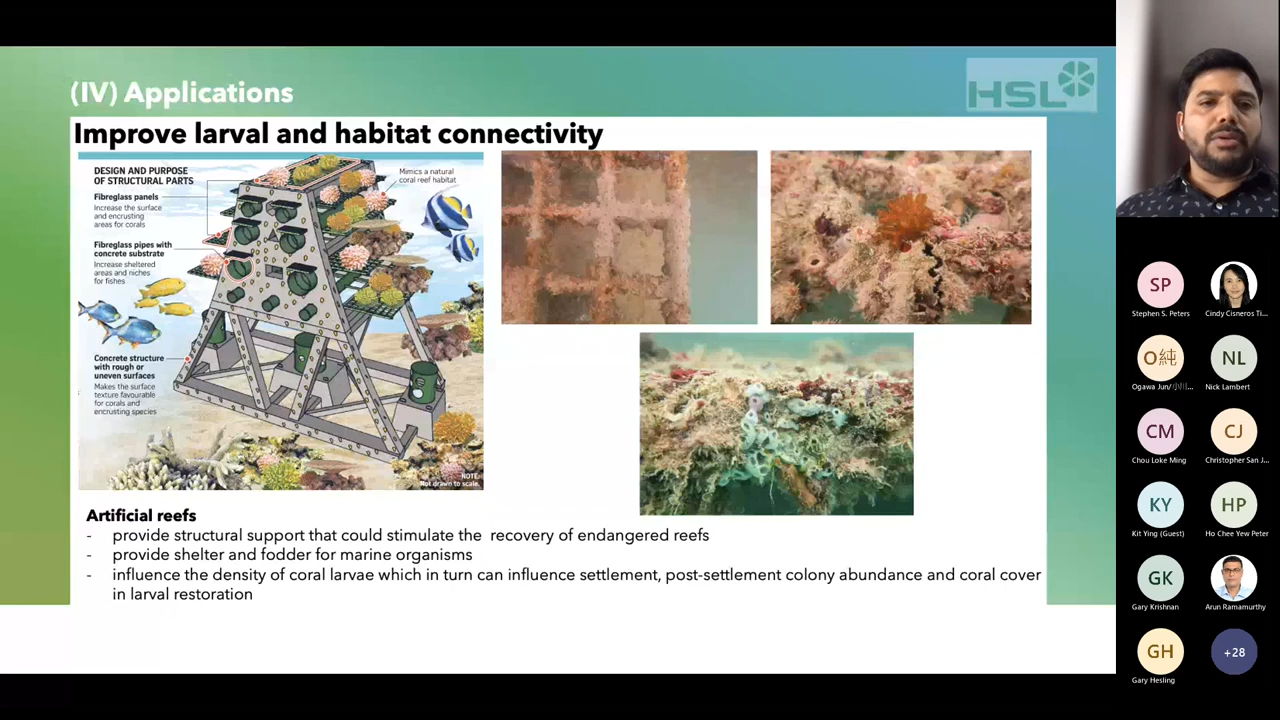 (IV) Applications
HSL
Improve larval and habitat connectivity
DESIGN AND PURPOSE
OF STRUCTURAL PARTS
Fibreglass panels
Increase the surface
and encrusting
areas for corals
Fibreglass pipes with
concrete substrate
Increase sheltered
areas and niches
for fishes
Concrete structure
with rough or
uneven surfaces
Makes the surface
texture favourable
for corals and
encrusting species
Mimics a natural
coral reef habitat
NOTE:
Not drawn to scale.
Artificial reefs
- provide structural support that could stimulate the recovery of endangered reefs
- provide shelter and fodder for marine organisms
- influence the density of coral larvae which in turn can influence settlement, post-settlement colony abundance and coral cover
in larval restoration
SP
Stephen S. Peters
Cindy Cisneros Ti...
O純
Ogawa Jun/小川...
NL
Nick Lambert
CM
Chou Loke Ming
CJ
Christopher San J...
KY
Kit Ying (Guest)
HP
Ho Chee Yew Peter
GK
Gary Krishnan
Arun Ramamurthy
GH
Gary Hesling
+28